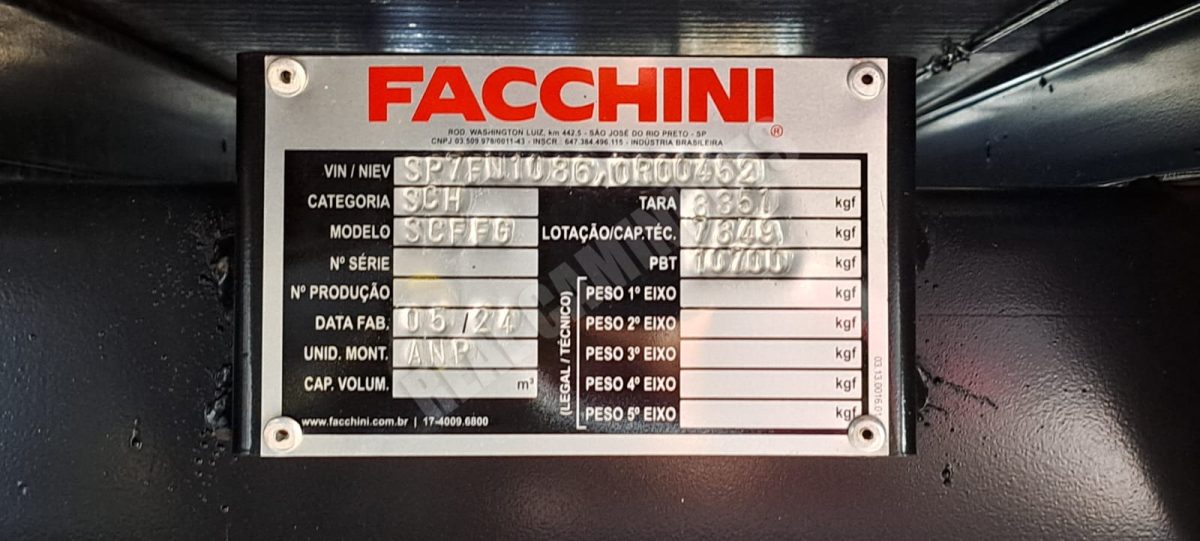 FACCHINI ®
ROD. WASHINGTON LUIZ, km 442,5 - SÃO JOSÉ DO RIO PRETO - SP
CNPJ 03.509.978/0011-43 - INSCR.: 647.384.496.115 - INDÚSTRIA BRASILEIRA
VIN / NIEV
CATEGORIA SCH TARA 3351 kgf
MODELO SCFFG LOTAÇÃO/CAP.TÉC. 7349 kgf
Nº SÉRIE PBT 10700 kgf
Nº PRODUÇÃO PESO 1º EIXO kgf
DATA FAB. 05/24 PESO 2º EIXO kgf
UNID. MONT. ANP PESO 3º EIXO kgf
CAP. VOLUM. m³ PESO 4º EIXO kgf
PESO 5º EIXO kgf
(LEGAL / TÉCNICO)
www.facchini.com.br | 17-4009.6800